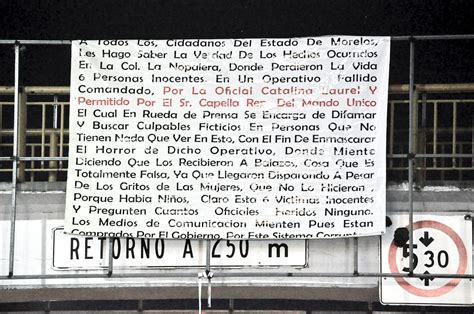 A Todos Los, Ciudadanos Del Estado De Morelos,
Les Hago Saber La Verdad De Los Hechos Ocurridos
En La Col. La Nopalera, Donde Perdieron La Vida
6 Personas Inocentes. En Un Operativo Fallido
Comandado, Por La Oficial Catalina Laurel Y
Permitido Por El Sr. Capella Rep. Del Mando Unico
El Cual En Rueda de Prensa Se Encarga de Difamar
Y Buscar Culpables Ficticios En Personas Que No
Tienen Nada Que Ver En Esto, Con El Fin De Enmascarar
El Horror de Dicho Operativo, Donde Miente
Diciendo Que Los Recibieron A Balazos, Cosa Que Es
Totalmente Falsa, Ya Que Llegaron Disparando A Pesar
De Los Gritos De Las Mujeres, Que No Lo Hicieran
Porque Habia Niños, Claro Esta 6 Victimas Inocentes
Y Pregunten Cuantos Oficiales Heridos Ninguno.
Los Medios de Comunicacion Mienten Pues Estan
Comprados Por El Gobierno, Por Este Sistema
RETORNO A 250 m
5.30